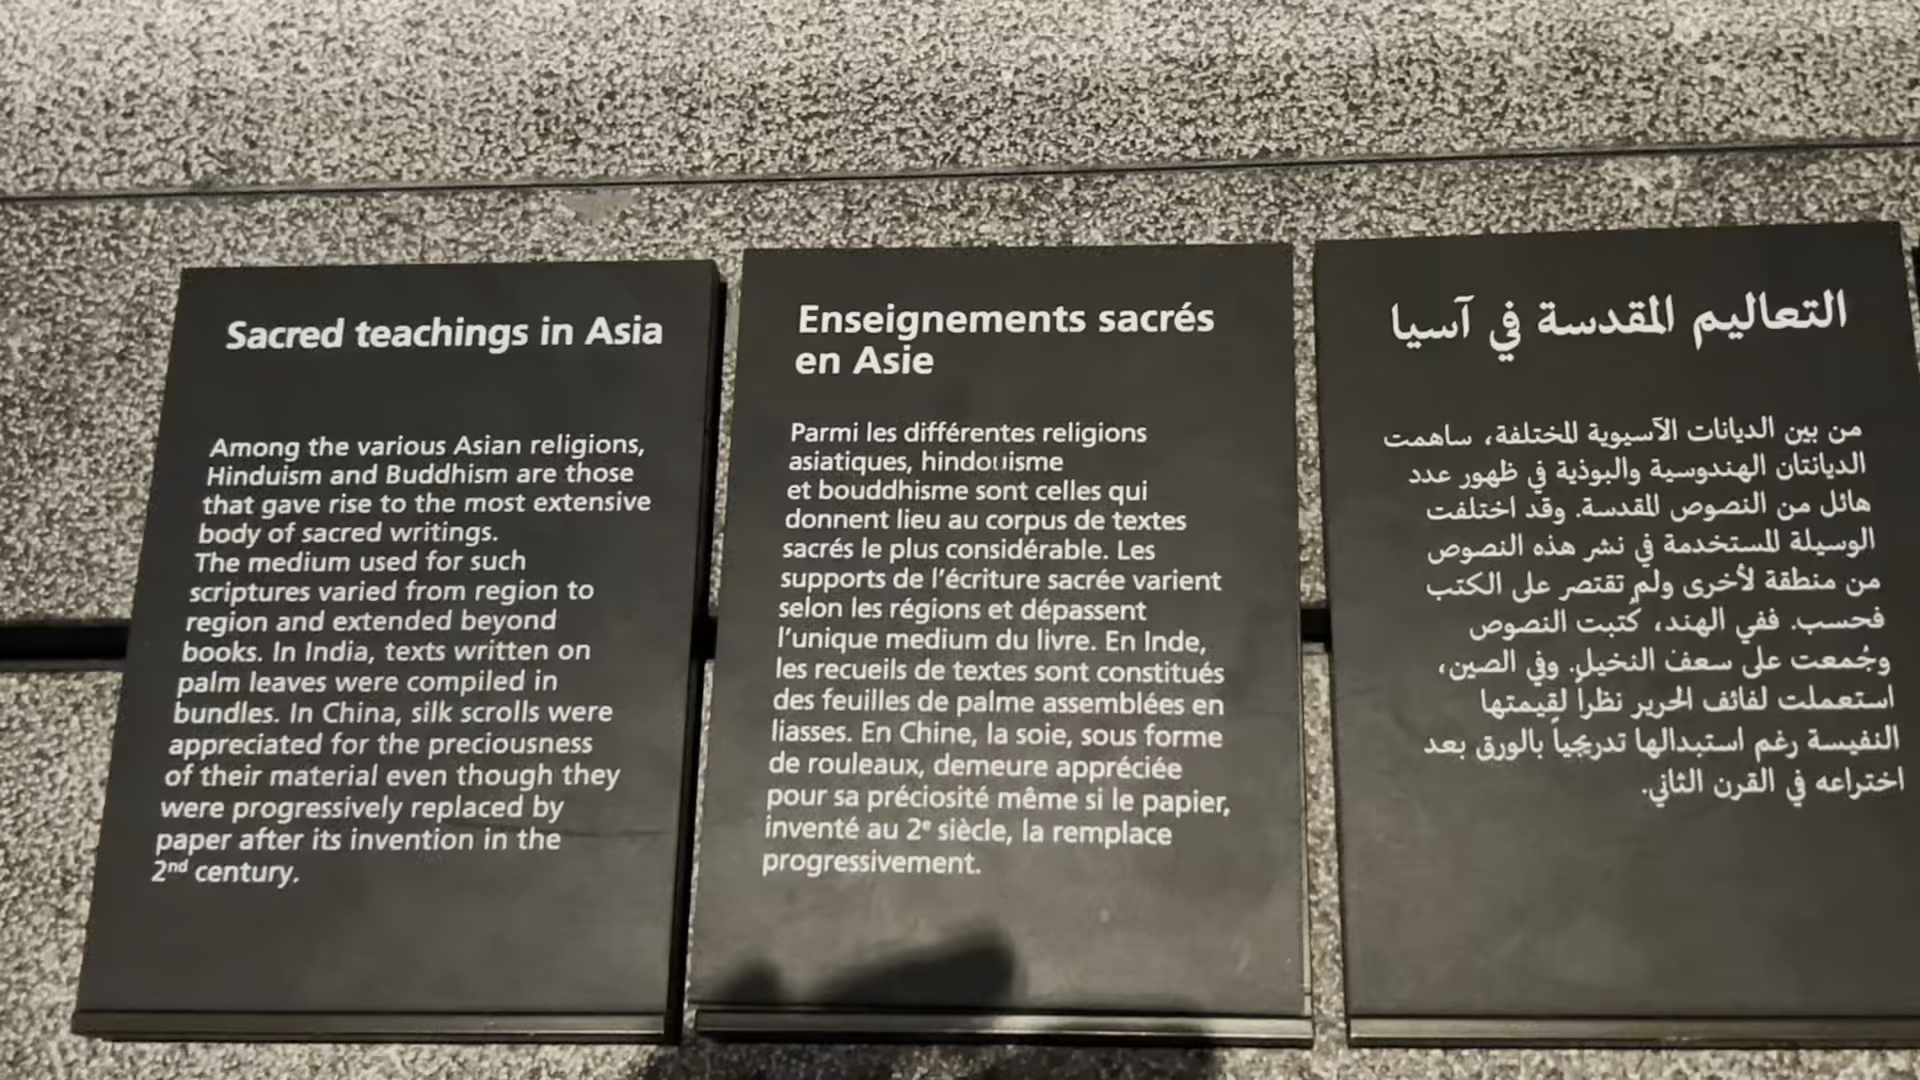 Sacred teachings in Asia
Among the various Asian religions,
Hinduism and Buddhism are those
that gave rise to the most extensive
body of sacred writings.
The medium used for such
scriptures varied from region to
region and extended beyond
books. In India, texts written on
palm leaves were compiled in
bundles. In China, silk scrolls were
appreciated for the preciousness
of their material even though they
were progressively replaced by
paper after its invention in the
2nd century.
Enseignements sacrés
en Asie
Parmi les différentes religions
asiatiques, hindouisme
et bouddhisme sont celles qui
donnent lieu au corpus de textes
sacrés le plus considérable. Les
supports de l'écriture sacrée varient
selon les régions et dépassent
l'unique medium du livre. En Inde,
les recueils de textes sont constitués
des feuilles de palme assemblées en
liasses. En Chine, la soie, sous forme
de rouleaux, demeure appréciée
pour sa préciosité même si le papier,
inventé au 2e siècle, la remplace
progressivement.
التعاليم المقدسة في آسيا
من بين الديانات الآسيوية المختلفة، ساهمت
الديانتان الهندوسية والبوذية في ظهور عدد
هائل من النصوص المقدسة. وقد اختلفت
الوسيلة المستخدمة في نشر هذه النصوص
من منطقة لأخرى ولم تقتصر على الكتب
فحسب. ففي الهند، كُتبت النصوص
وجُمعت على سعف النخيل. وفي الصين،
استعملت لفائف الحرير نظراً لقيمتها
النفيسة رغم استبدالها تدريجياً بالورق بعد
اختراعه في القرن الثاني.